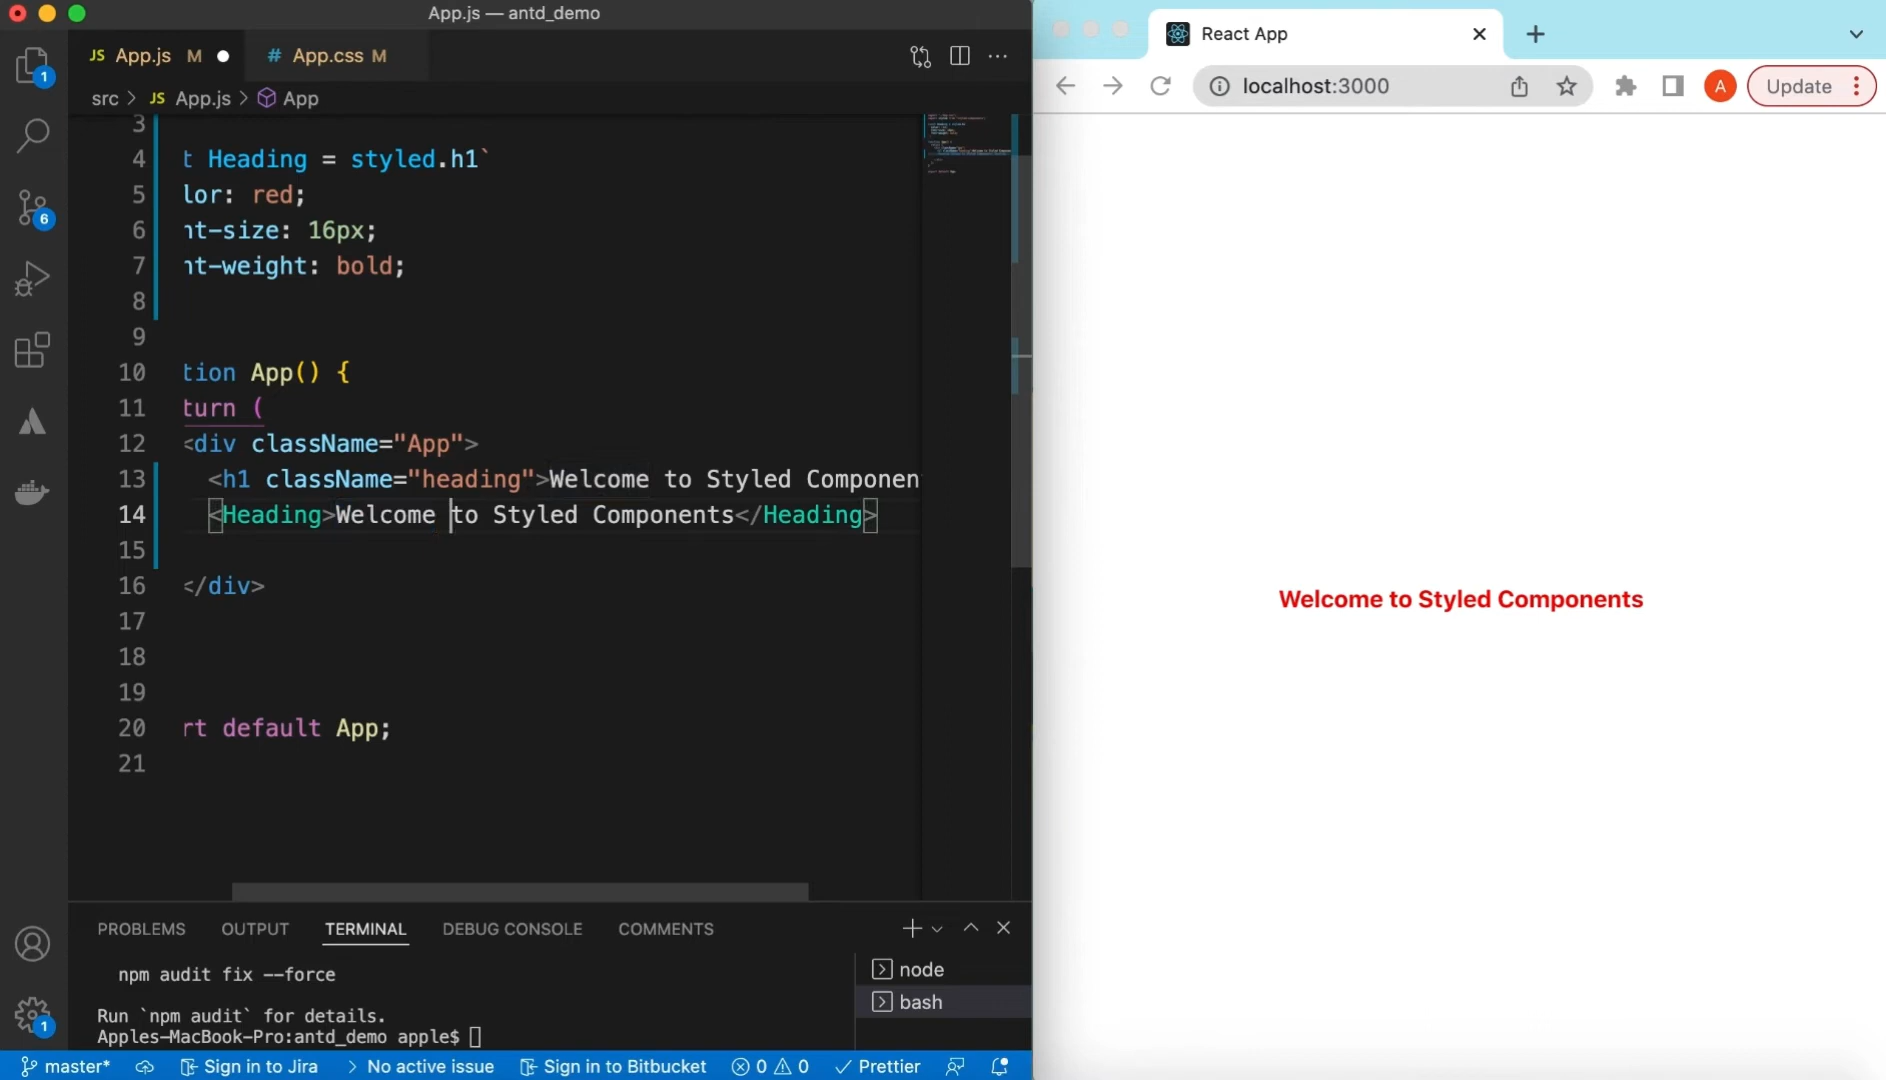 App.js — antd_demo
JS App.js M
# App.css M
src > JS App.js > App
3
4 t Heading = styled.h1`
5 lor: red;
6 nt-size: 16px;
7 nt-weight: bold;
8
9
10 tion App() {
11 turn (
12 <div className="App">
13 <h1 className="heading">Welcome to Styled Componen
14 <Heading>Welcome to Styled Components</Heading>
15
16 </div>
17
18
19
20 rt default App;
21
PROBLEMS OUTPUT TERMINAL DEBUG CONSOLE COMMENTS
npm audit fix --force
Run `npm audit` for details.
Apples-MacBook-Pro:antd_demo apple$
node
bash
1
6
1
master* Sign in to Jira > No active issue Sign in to Bitbucket 0 0 Prettier
React App
localhost:3000
A
Update
Welcome to Styled Components